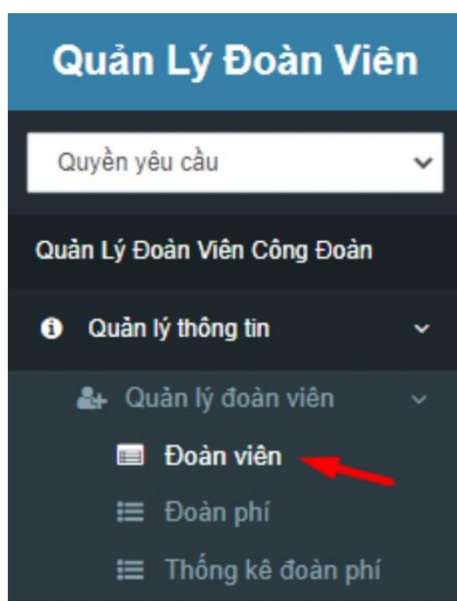 Quản Lý Đoàn Viên
Quyền yêu cầu
Quản Lý Đoàn Viên Công Đoàn
Quản lý thông tin
Quản lý đoàn viên
Đoàn viên
Đoàn phí
Thống kê đoàn phí